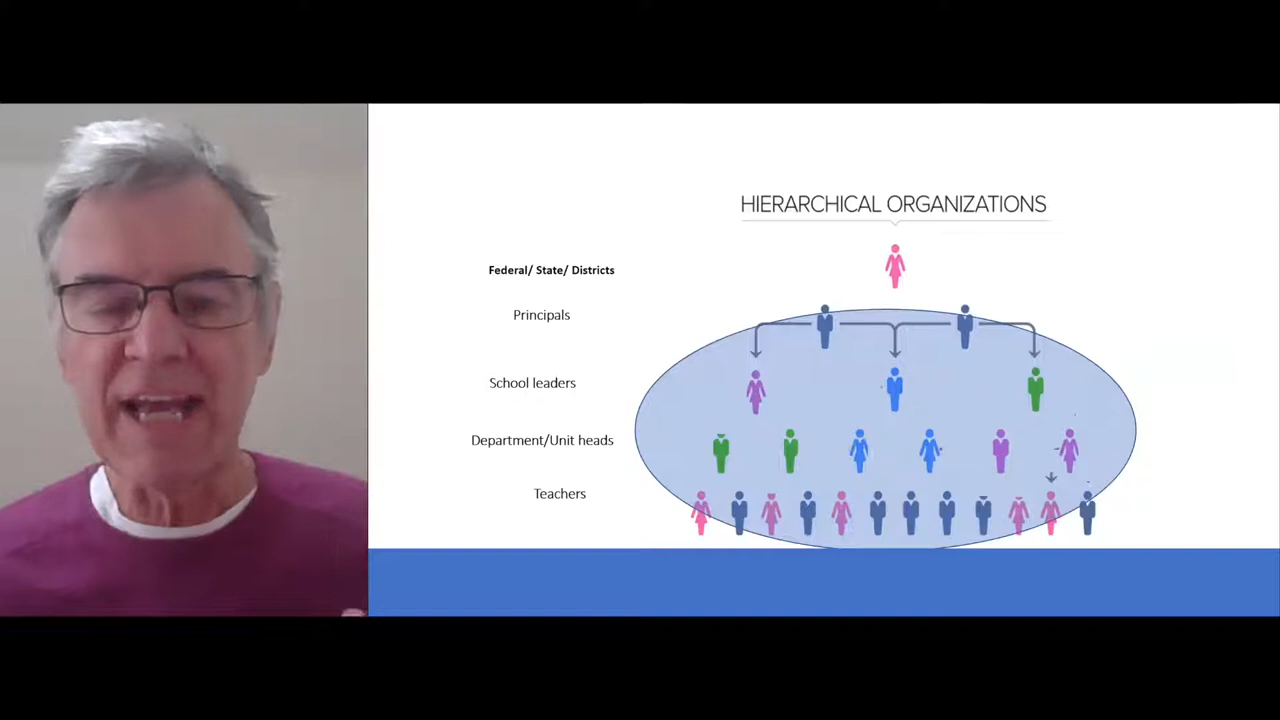 HIERARCHICAL ORGANIZATIONS
Federal/ State/ Districts
Principals
School leaders
Department/Unit heads
Teachers